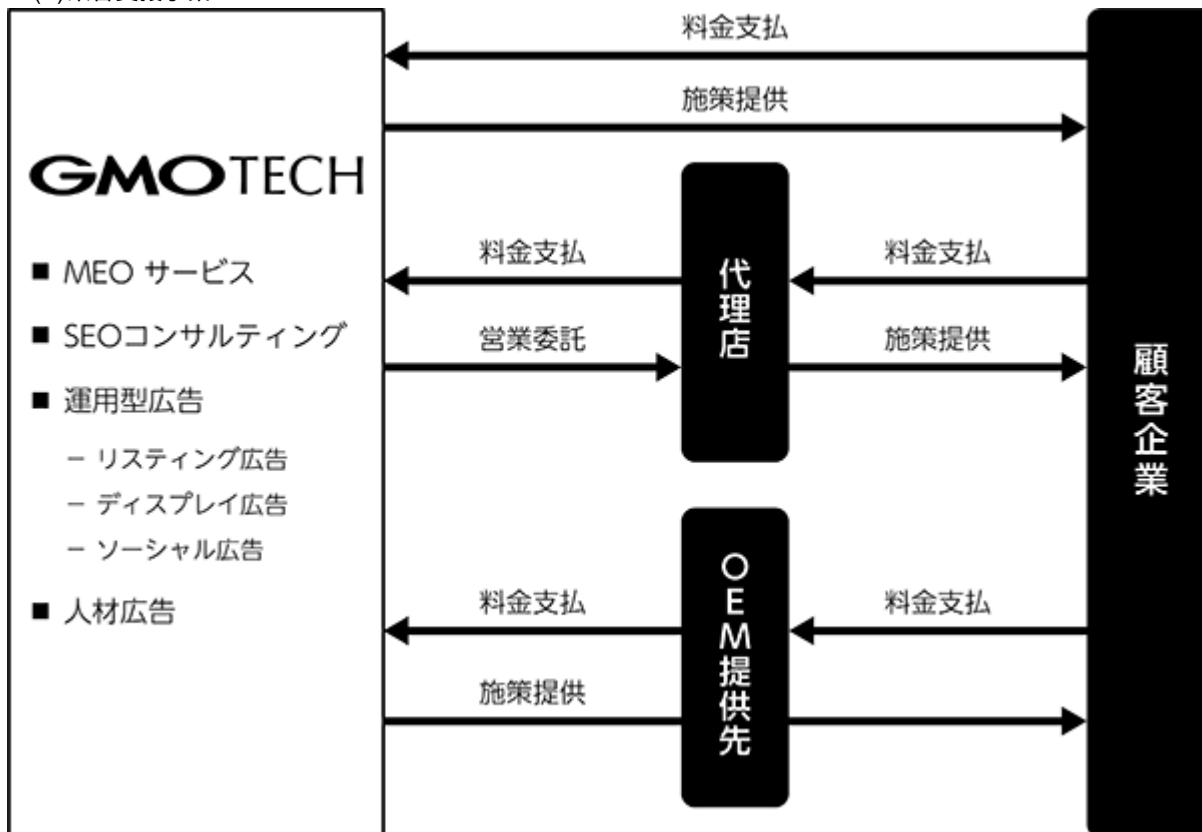 料金支払
施策提供
GMOTECH
■ MEO サービス
■ SEOコンサルティング
■ 運用型広告
− リスティング広告
− ディスプレイ広告
− ソーシャル広告
■ 人材広告
料金支払
営業委託
代理店
料金支払
施策提供
料金支払
施策提供
OEM提供先
料金支払
顧客企業